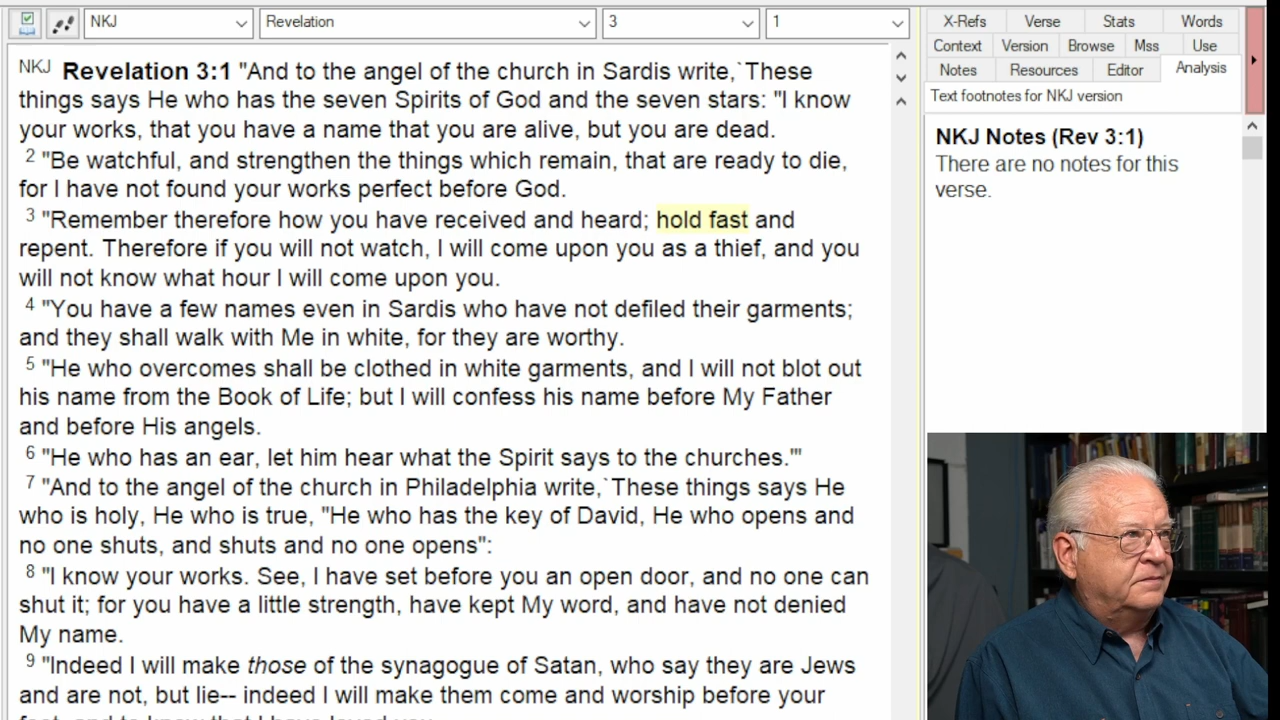 NKJ
Revelation
3
1
NKJ Revelation 3:1 "And to the angel of the church in Sardis write,`These
things says He who has the seven Spirits of God and the seven stars: "I know
your works, that you have a name that you are alive, but you are dead.
2 "Be watchful, and strengthen the things which remain, that are ready to die,
for I have not found your works perfect before God.
3 "Remember therefore how you have received and heard; hold fast and
repent. Therefore if you will not watch, I will come upon you as a thief, and you
will not know what hour I will come upon you.
4 "You have a few names even in Sardis who have not defiled their garments;
and they shall walk with Me in white, for they are worthy.
5 "He who overcomes shall be clothed in white garments, and I will not blot out
his name from the Book of Life; but I will confess his name before My Father
and before His angels.
6 "He who has an ear, let him hear what the Spirit says to the churches."'
7 "And to the angel of the church in Philadelphia write,`These things says He
who is holy, He who is true, "He who has the key of David, He who opens and
no one shuts, and shuts and no one opens":
8 "I know your works. See, I have set before you an open door, and no one can
shut it; for you have a little strength, have kept My word, and have not denied
My name.
9 "Indeed I will make those of the synagogue of Satan, who say they are Jews
and are not, but lie-- indeed I will make them come and worship before your
feet, and to know that I have loved you.
X-Refs Verse Stats Words
Context Version Browse Mss Use
Notes Resources Editor Analysis
Text footnotes for NKJ version
NKJ Notes (Rev 3:1)
There are no notes for this
verse.